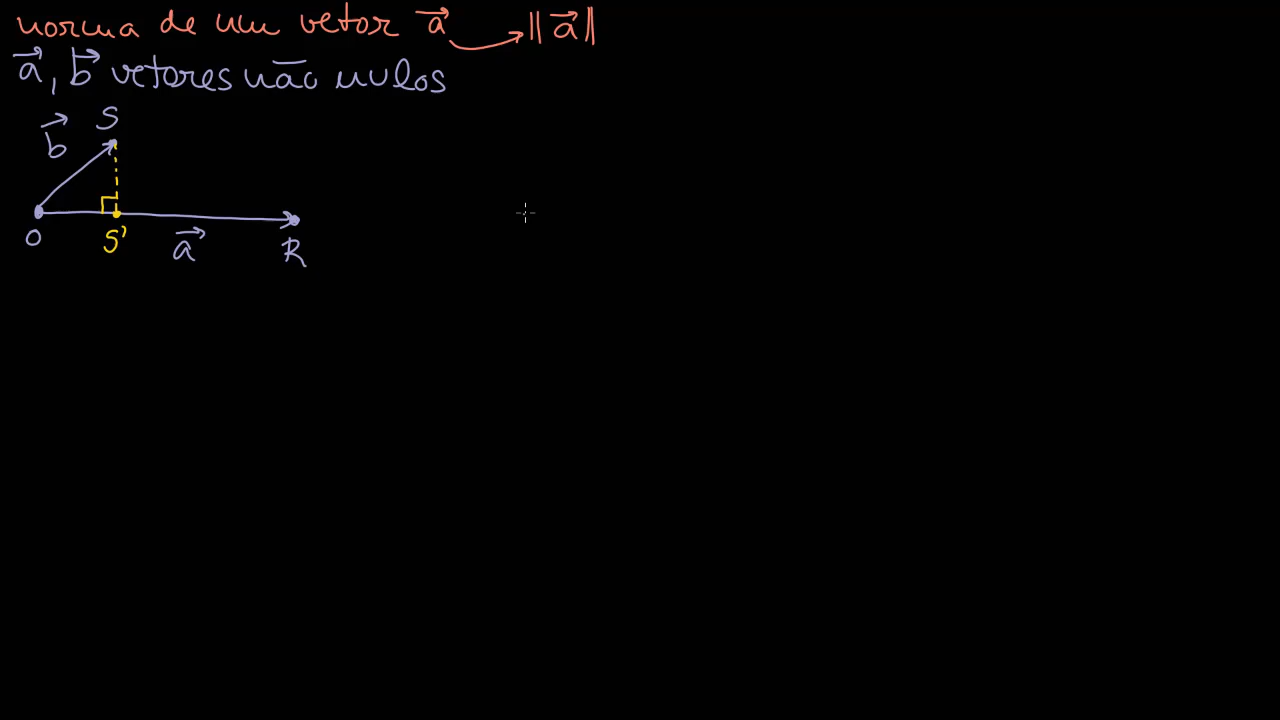 norma de um vetor a⃗ → ‖a⃗‖
a⃗, b⃗ vetores não nulos
b⃗ S
O S' a⃗ R